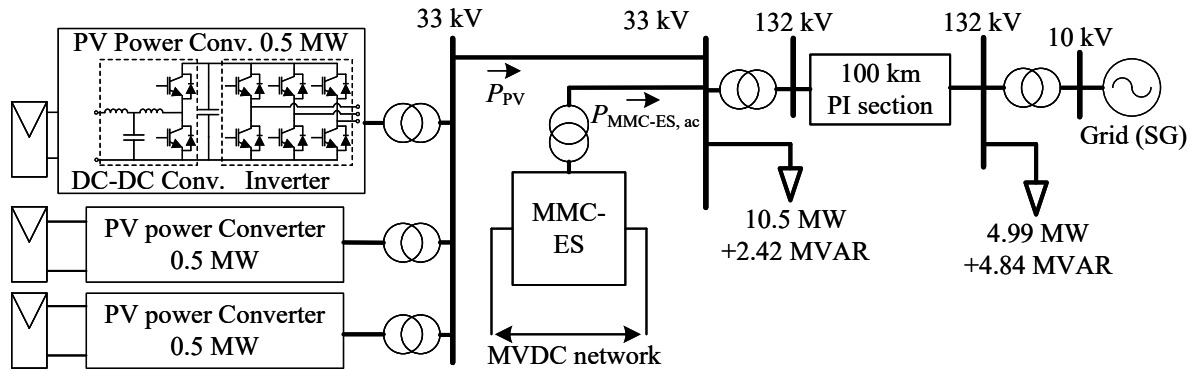 33 kV
33 kV
132 kV
132 kV
10 kV
PV Power Conv. 0.5 MW
DC-DC Conv.
Inverter
P_PV
P_MMC-ES, ac
100 km
PI section
Grid (SG)
MMC-
ES
10.5 MW
+2.42 MVAR
4.99 MW
+4.84 MVAR
PV power Converter
0.5 MW
PV power Converter
0.5 MW
MVDC network